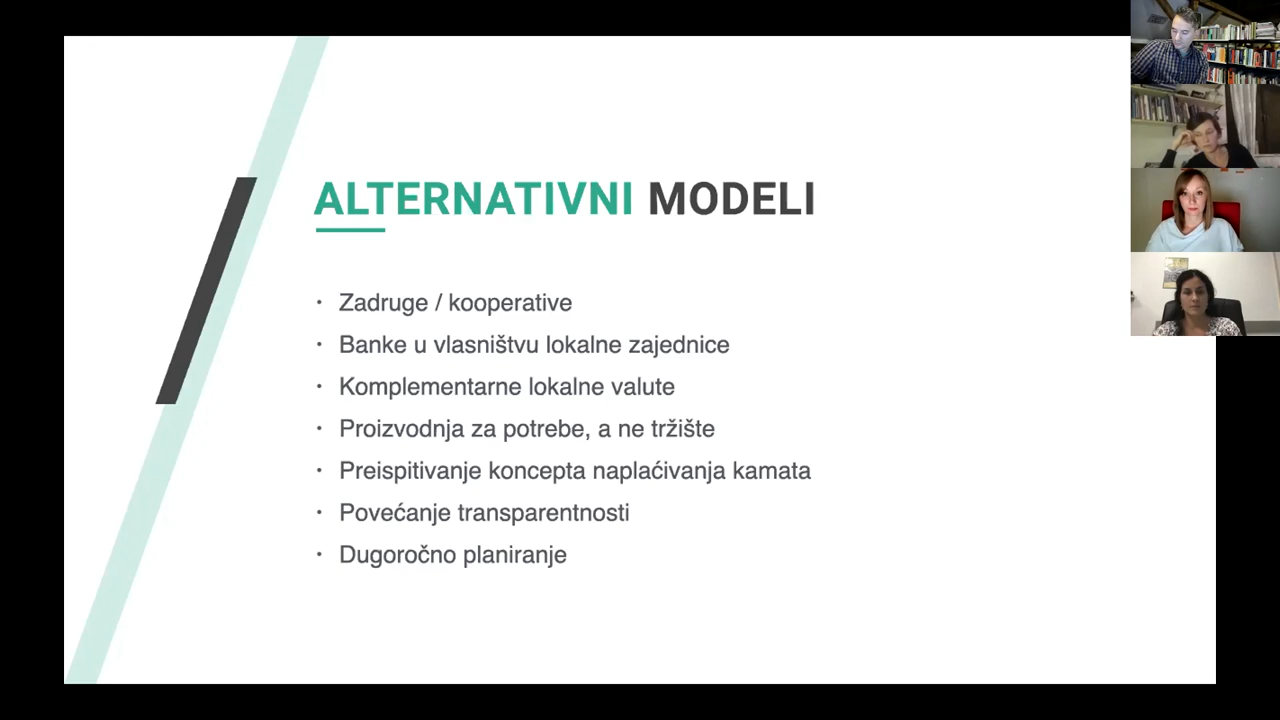 ALTERNATIVNI MODELI
• Zadruge / kooperative
• Banke u vlasništvu lokalne zajednice
• Komplementarne lokalne valute
• Proizvodnja za potrebe, a ne tržište
• Preispitivanje koncepta naplaćivanja kamata
• Povećanje transparentnosti
• Dugoročno planiranje